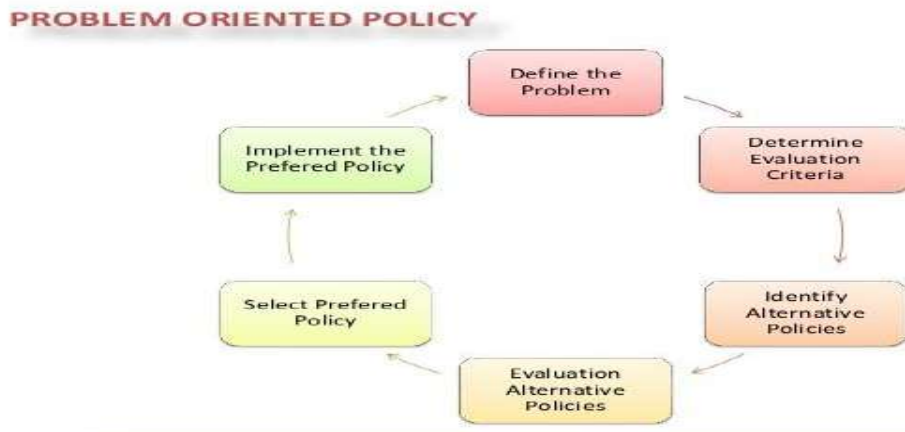 PROBLEM ORIENTED POLICY
Define the
Problem
Determine
Evaluation
Criteria
Identify
Alternative
Policies
Evaluation
Alternative
Policies
Select Prefered
Policy
Implement the
Prefered Policy